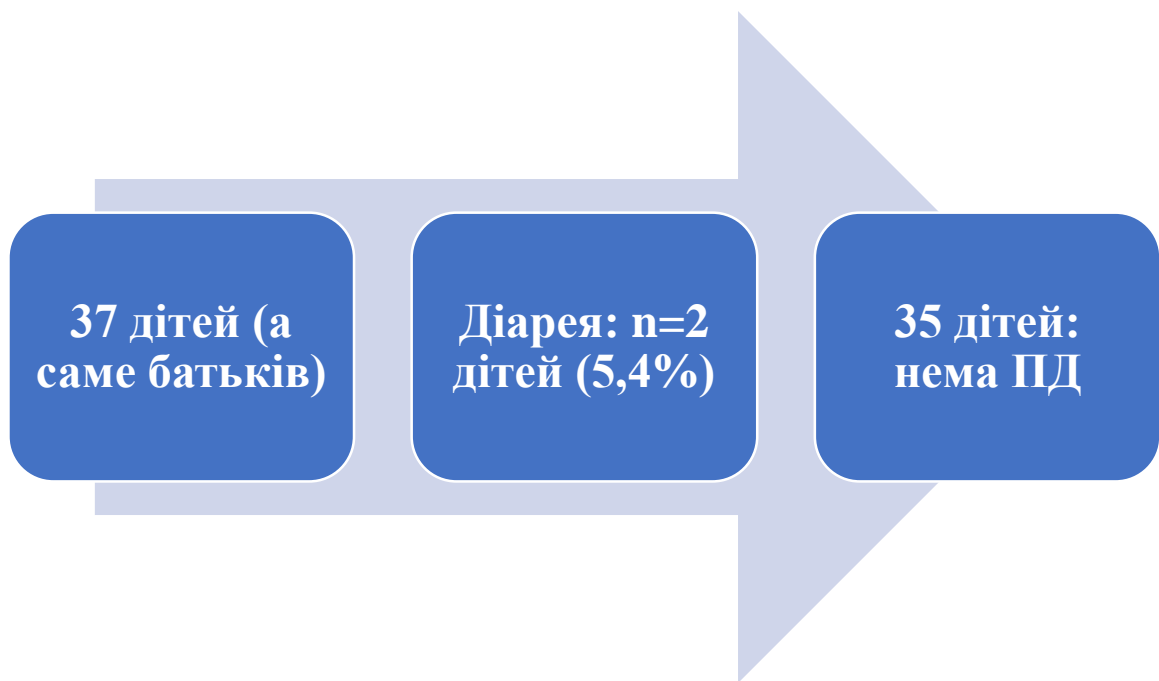 37 дітей (а
саме батьків)
Діарея: n=2
дітей (5,4%)
35 дітей:
нема ПД